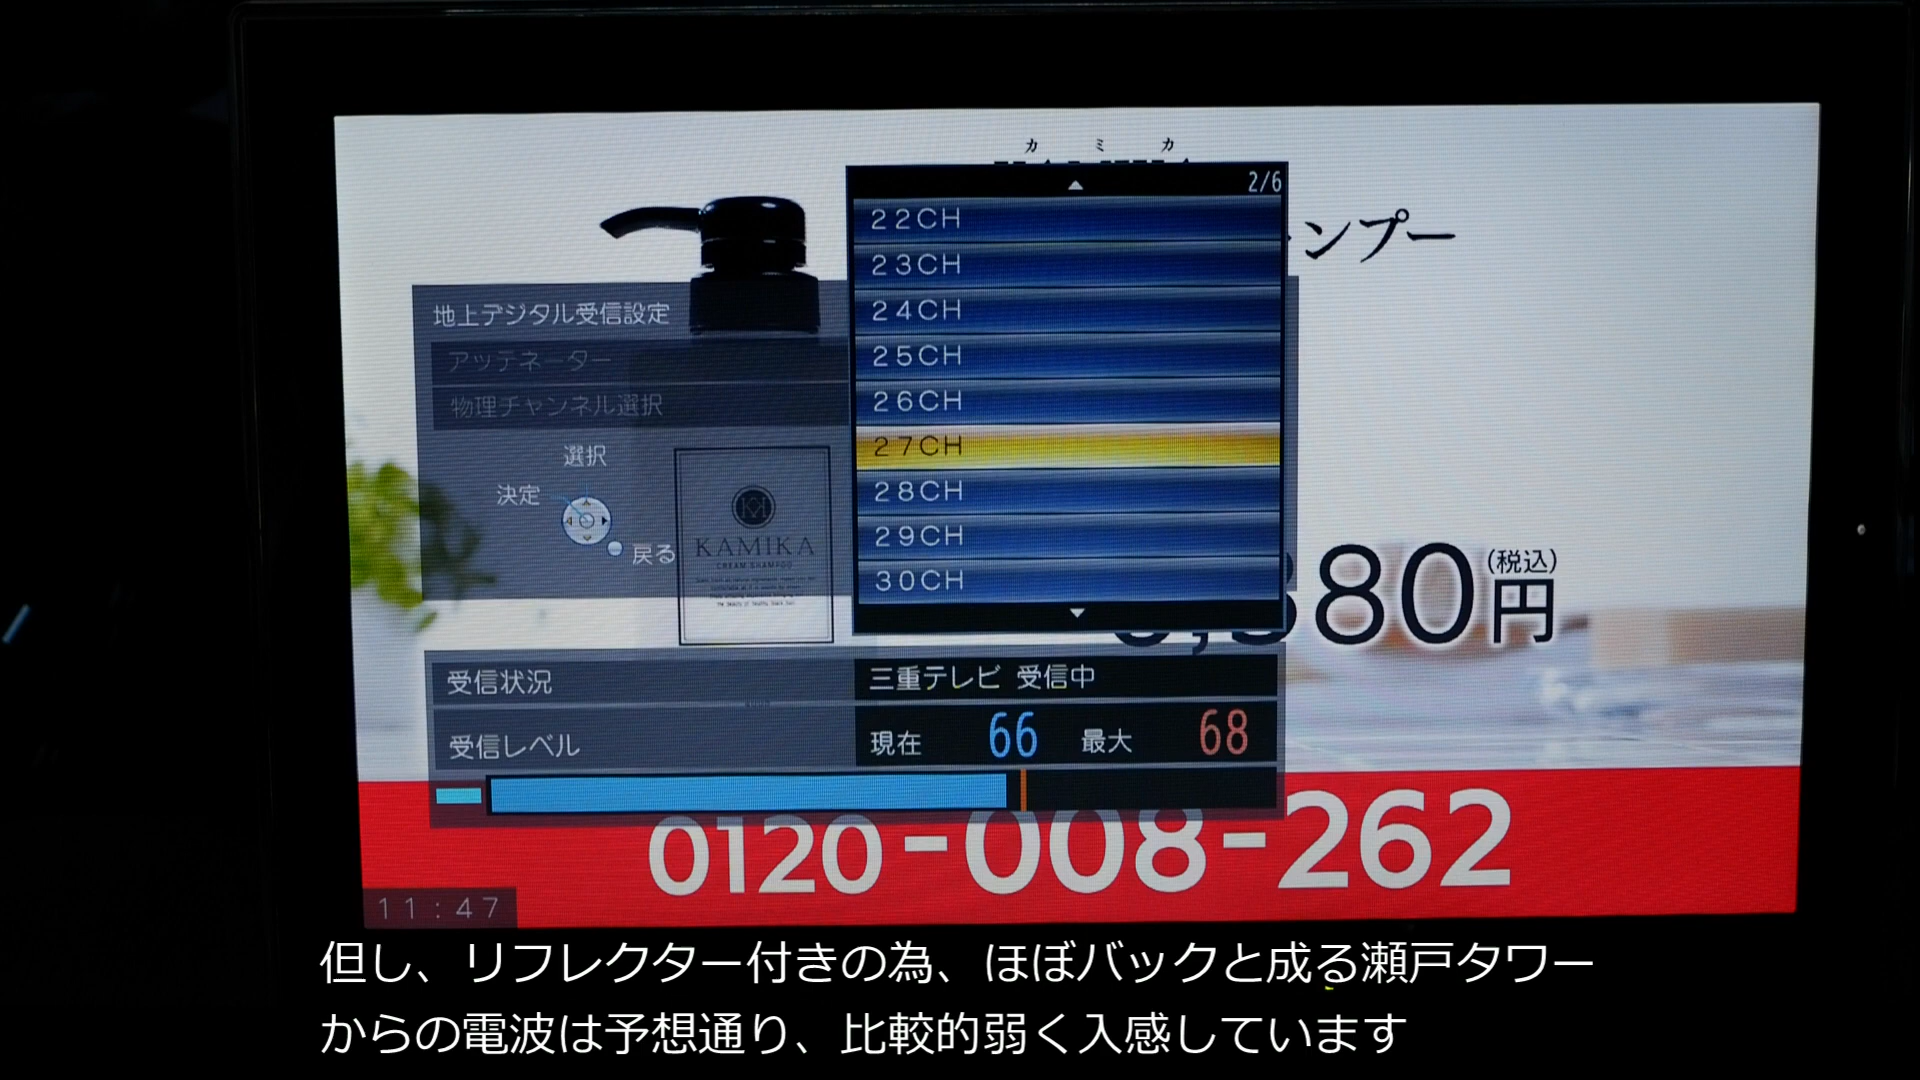 カ ミ カ
2/6
22CH
ンプー
23CH
地上デジタル受信設定
24CH
アッテネーター
25CH
物理チャンネル選択
26CH
選択
27CH
決定
28CH
戻る
KAMIKA
CREAM SHAMPOO
29CH
30CH
880円
(税込)
受信状況
三重テレビ 受信中
受信レベル
現在 66 最大 68
0120-008-262
11:47
但し、リフレクター付きの為、ほぼバックと成る瀬戸タワー
からの電波は予想通り、比較的弱く入感しています